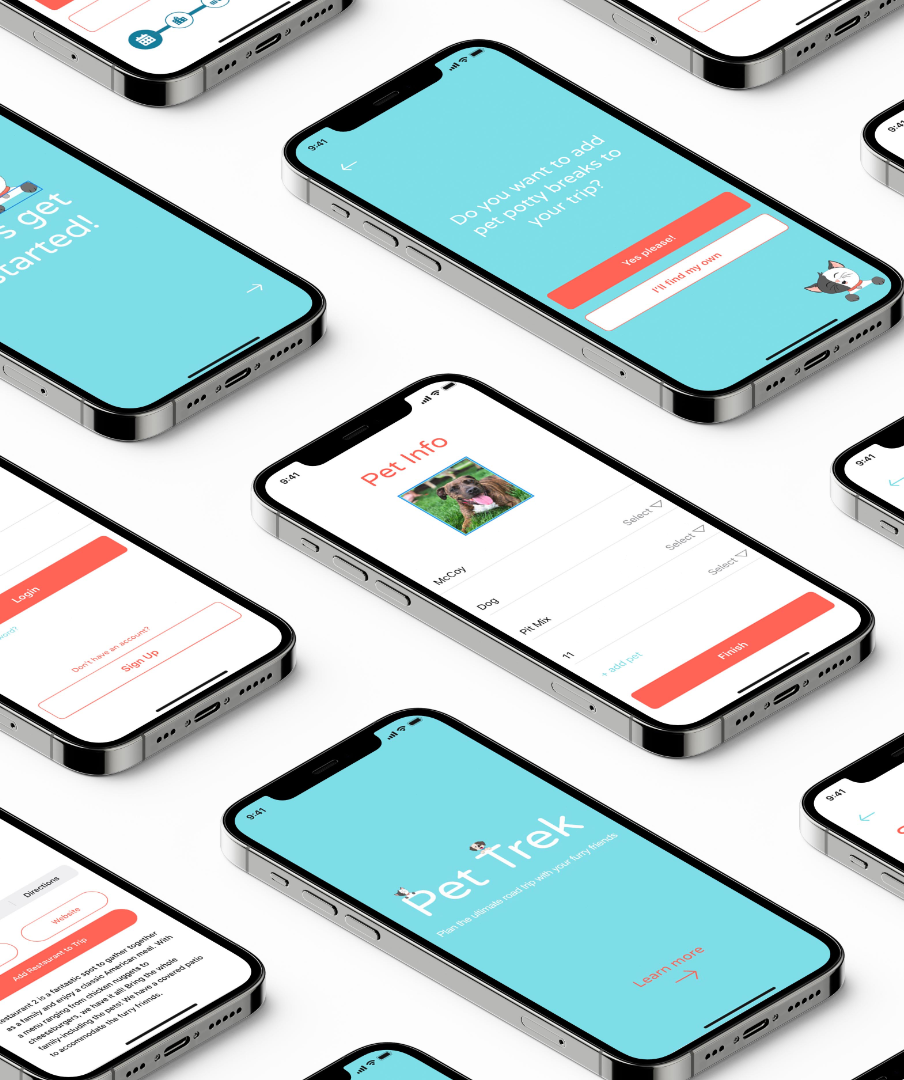 9:41
Do you want to add
pet potty breaks to
your trip?
Yes please!
I'll find my own
9:41
's get
started!
9:41
Pet Info
McCoy
Select
Dog
Select
Pit Mix
Select
11
+ add pet
Finish
Login
word?
Don't have an account?
Sign Up
9:41
9:41
Pet Trek
Plan the ultimate road trip with your furry friends
Learn more
9:41
Directions
Website
Add Restaurant to Trip
Restaurant 2 is a fantastic spot to gather together
as a family and enjoy a classic American meal. With
a menu ranging from chicken nuggets to
cheeseburgers, we have it all! Bring the whole
family-including the pets! We have a covered patio
to accommodate the furry friends.